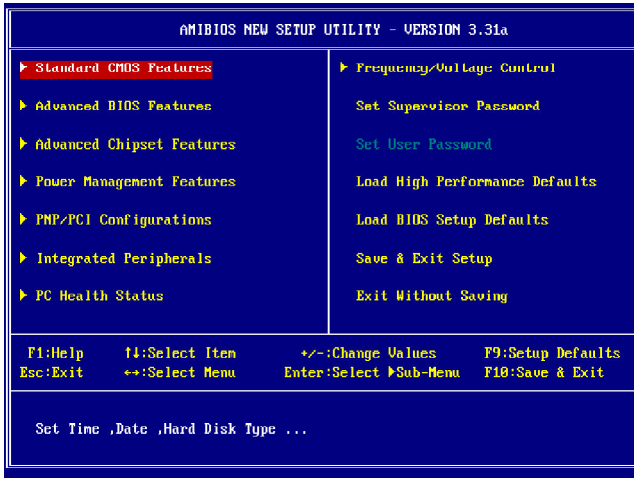 AMIBIOS NEW SETUP UTILITY - VERSION 3.31a
Standard CMOS Features
Advanced BIOS Features
Advanced Chipset Features
Power Management Features
PNP/PCI Configurations
Integrated Peripherals
PC Health Status
Frequency/Voltage Control
Set Supervisor Password
Set User Password
Load High Performance Defaults
Load BIOS Setup Defaults
Save & Exit Setup
Exit Without Saving
F1:Help ↑↓:Select Item +/-:Change Values F9:Setup Defaults
Esc:Exit ↔:Select Menu Enter:Select ▶Sub-Menu F10:Save & Exit
Set Time ,Date ,Hard Disk Type ...